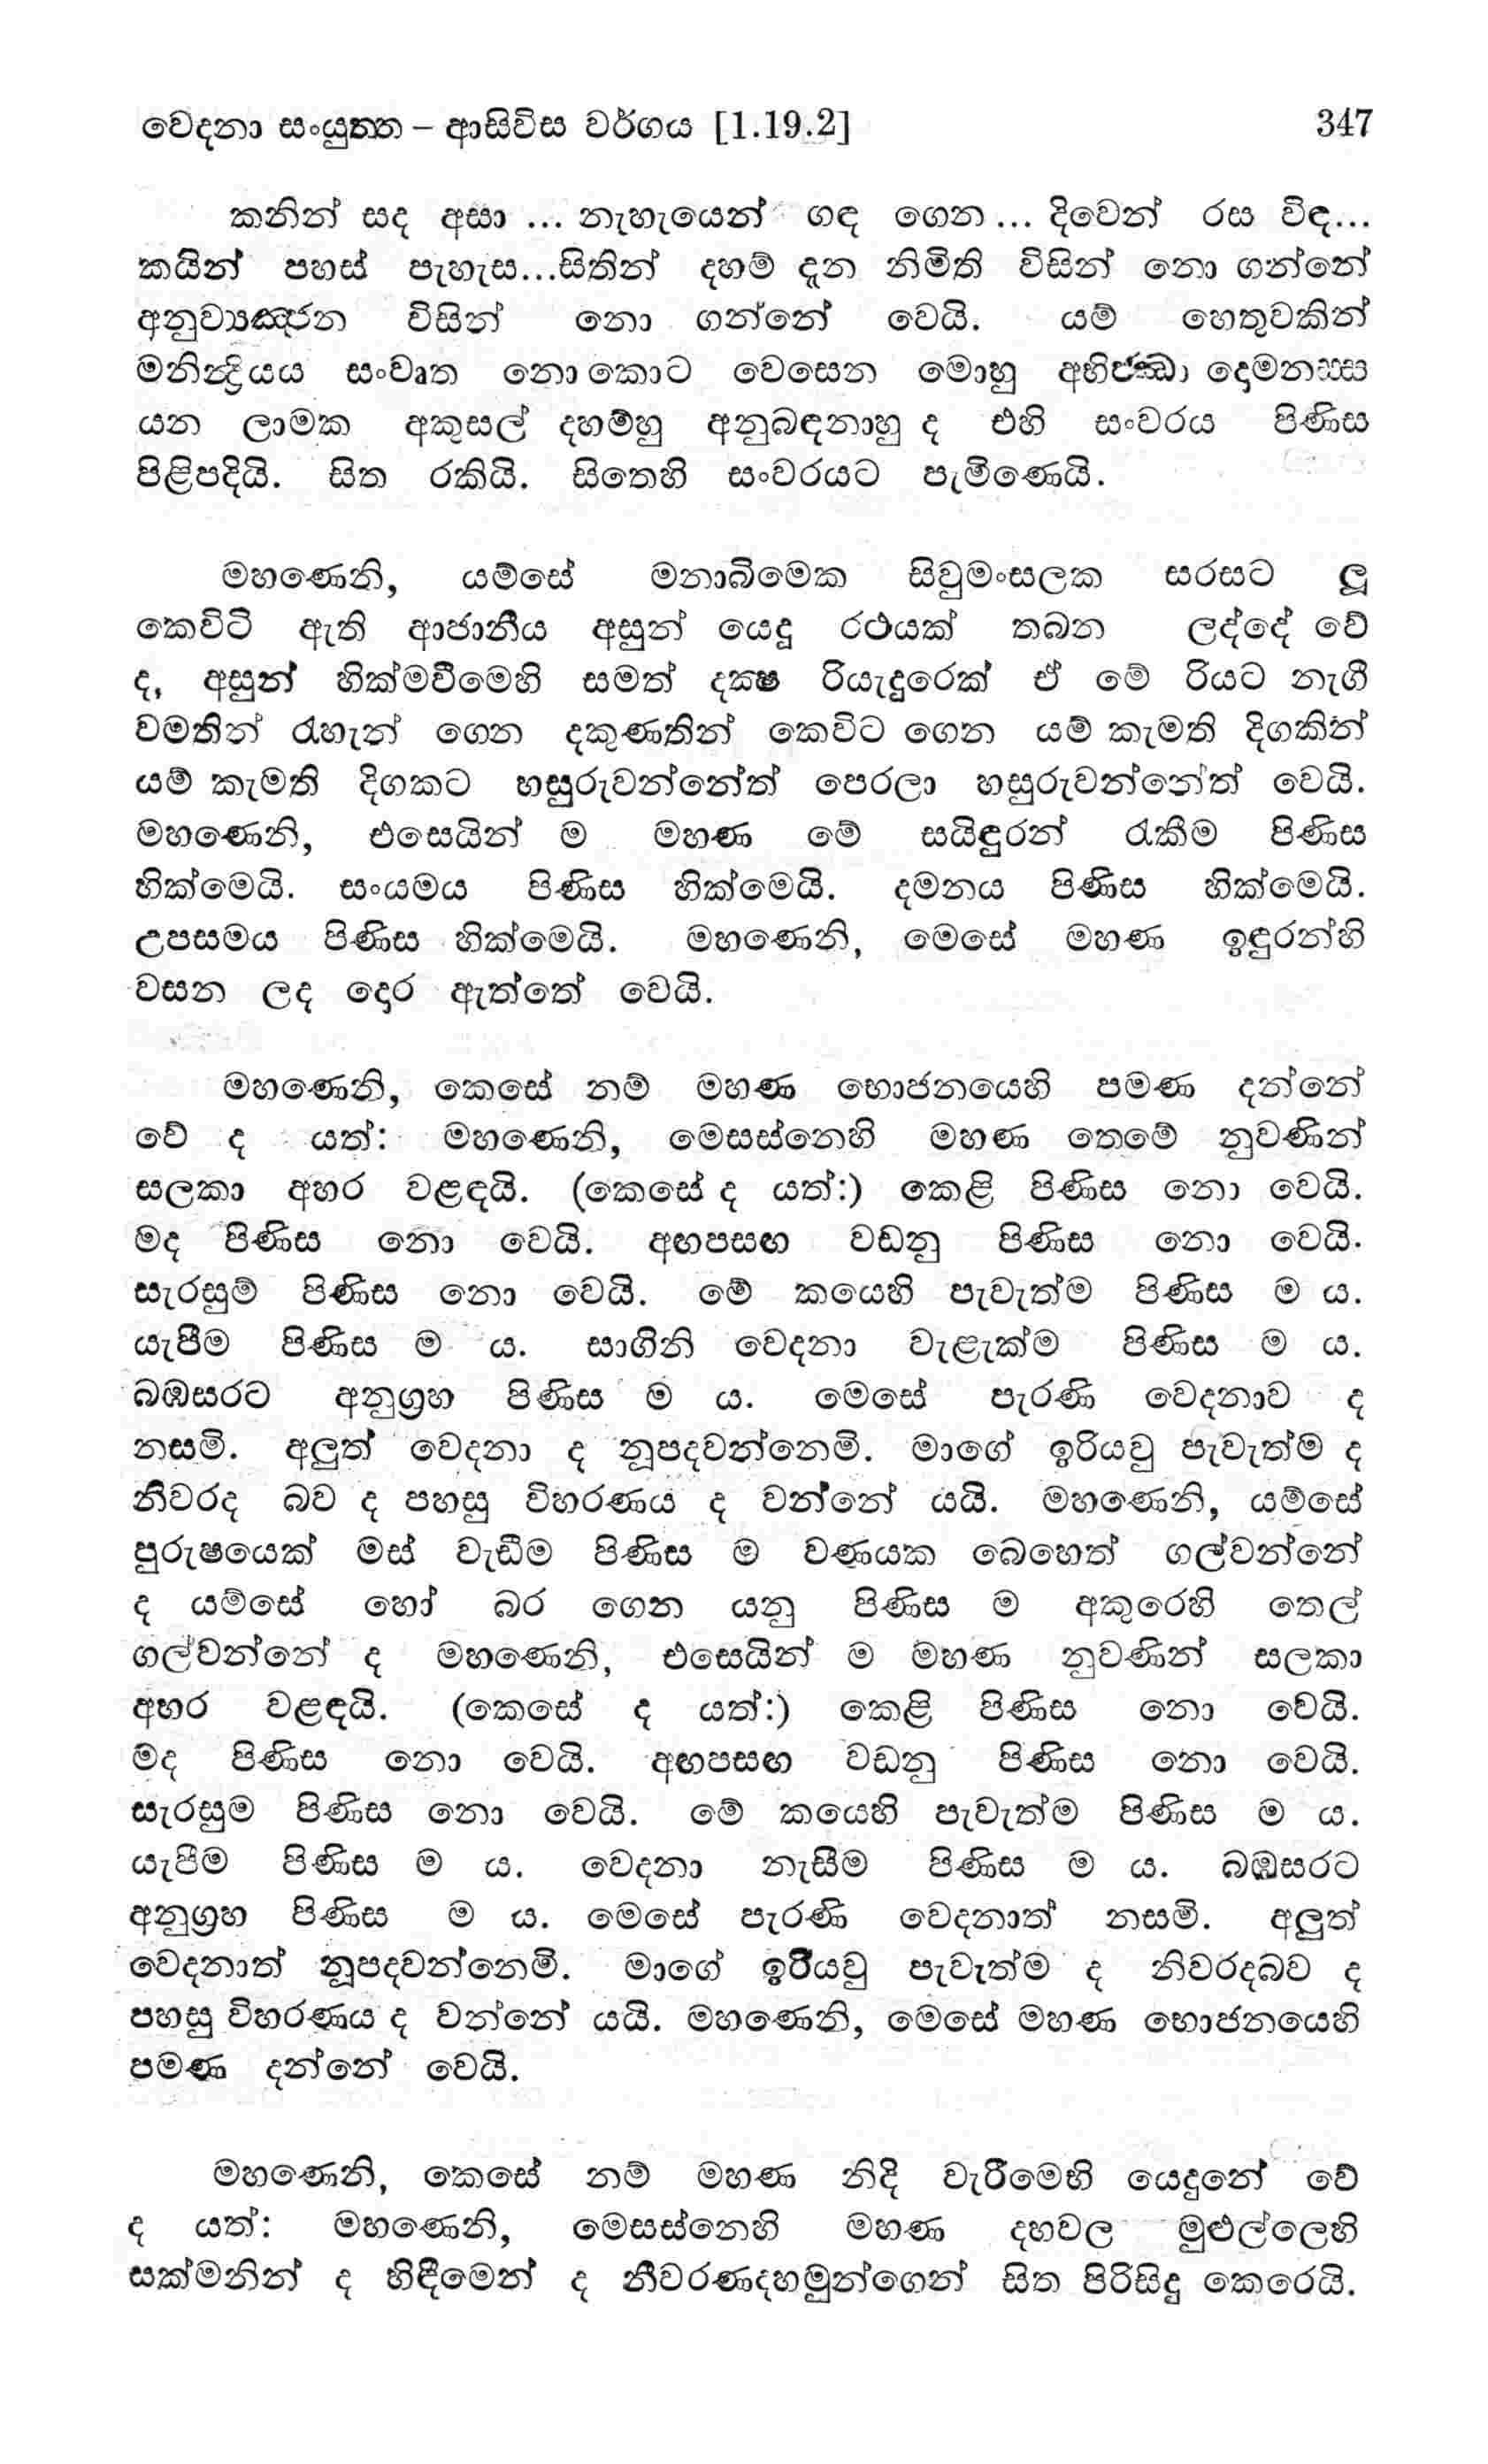 වෙදනා සංයුත්ත – ආසිවිස වර්ගය [1.19.2] 347
කනින් සද අසා ... නැහැයෙන් ගඳ ගෙන ... දිවෙන් රස විඳ...
කයින් පහස් පැහැස...සිතින් දහම් දැන නිමිති විසින් නො ගන්නේ
අනුව්‍යඤ්ජන විසින් නො ගන්නේ වෙයි. යම් හෙතුවකින්
මනින්ද්‍රියය සංවෘත නො කොට වෙසෙන මොහු අභිජ්ඣා දොමනස්ස
යන ලාමක අකුසල් දහම්හු අනුබඳනාහු ද එහි සංවරය පිණිස
පිළිපදියි. සිත රකියි. සිතෙහි සංවරයට පැමිණෙයි.
මහණෙනි, යම්සේ මනාබිමෙක සිවුමංසලක සරසට ලූ
කෙවිටි ඇති ආජානීය අසුන් යෙදූ රථයක් තබන ලද්දේ වේ
ද, අසුන් හික්මවීමෙහි සමත් දක්ෂ රියැදුරෙක් ඒ මේ රියට නැගී
වමතින් රැහැන් ගෙන දකුණතින් කෙවිට ගෙන යම් කැමති දිගකින්
යම් කැමති දිගකට හසුරුවන්නේත් පෙරලා හසුරුවන්නේත් වෙයි.
මහණෙනි, එසෙයින් ම මහණ මේ සයිඳුරන් රැකීම පිණිස
හික්මෙයි. සංයමය පිණිස හික්මෙයි. දමනය පිණිස හික්මෙයි.
උපසමය පිණිස හික්මෙයි. මහණෙනි, මෙසේ මහණ ඉඳුරන්හි
වසන ලද දොර ඇත්තේ වෙයි.
මහණෙනි, කෙසේ නම් මහණ භොජනයෙහි පමණ දන්නේ
වේ ද යත්: මහණෙනි, මෙසස්නෙහි මහණ තෙමේ නුවණින්
සලකා අහර වළඳයි. (කෙසේ ද යත්:) කෙළි පිණිස නො වෙයි.
මද පිණිස නො වෙයි. අඟපසඟ වඩනු පිණිස නො වෙයි.
සැරසුම් පිණිස නො වෙයි. මේ කයෙහි පැවැත්ම පිණිස ම ය.
යැපීම පිණිස ම ය. සාගිනි වෙදනා වැළැක්ම පිණිස ම ය.
බඹසරට අනුග්‍රහ පිණිස ම ය. මෙසේ පැරණි වෙදනාව ද
නසමි. අලුත් වෙදනා ද නූපදවන්නෙමි. මාගේ ඉරියවු පැවැත්ම ද
නිවරද බව ද පහසු විහරණය ද වන්නේ යයි. මහණෙනි, යම්සේ
පුරුෂයෙක් මස් වැඩීම පිණිස ම වණයක බෙහෙත් ගල්වන්නේ
ද යම්සේ හෝ බර ගෙන යනු පිණිස ම අකුරෙහි තෙල්
ගල්වන්නේ ද මහණෙනි, එසෙයින් ම මහණ නුවණින් සලකා
අහර වළඳයි. (කෙසේ ද යත්:) කෙළි පිණිස නො වෙයි.
මද පිණිස නො වෙයි. අඟපසඟ වඩනු පිණිස නො වෙයි.
සැරසුම පිණිස නො වෙයි. මේ කයෙහි පැවැත්ම පිණිස ම ය.
යැපීම පිණිස ම ය. වෙදනා නැසීම පිණිස ම ය. බඹසරට
අනුග්‍රහ පිණිස ම ය. මෙසේ පැරණි වෙදනාත් නසමි. අලුත්
වෙදනාත් නූපදවන්නෙමි. මාගේ ඉරියවු පැවැත්ම ද නිවරදබව ද
පහසු විහරණය ද වන්නේ යයි. මහණෙනි, මෙසේ මහණ භොජනයෙහි
පමණ දන්නේ වෙයි.
මහණෙනි, කෙසේ නම් මහණ නිදි වැරීමෙහි යෙදුනේ වේ
ද යත්: මහණෙනි, මෙසස්නෙහි මහණ දහවල මුළුල්ලෙහි
සක්මනින් ද හිඳීමෙන් ද නීවරණදහමුන්ගෙන් සිත පිරිසිදු කෙරෙයි.